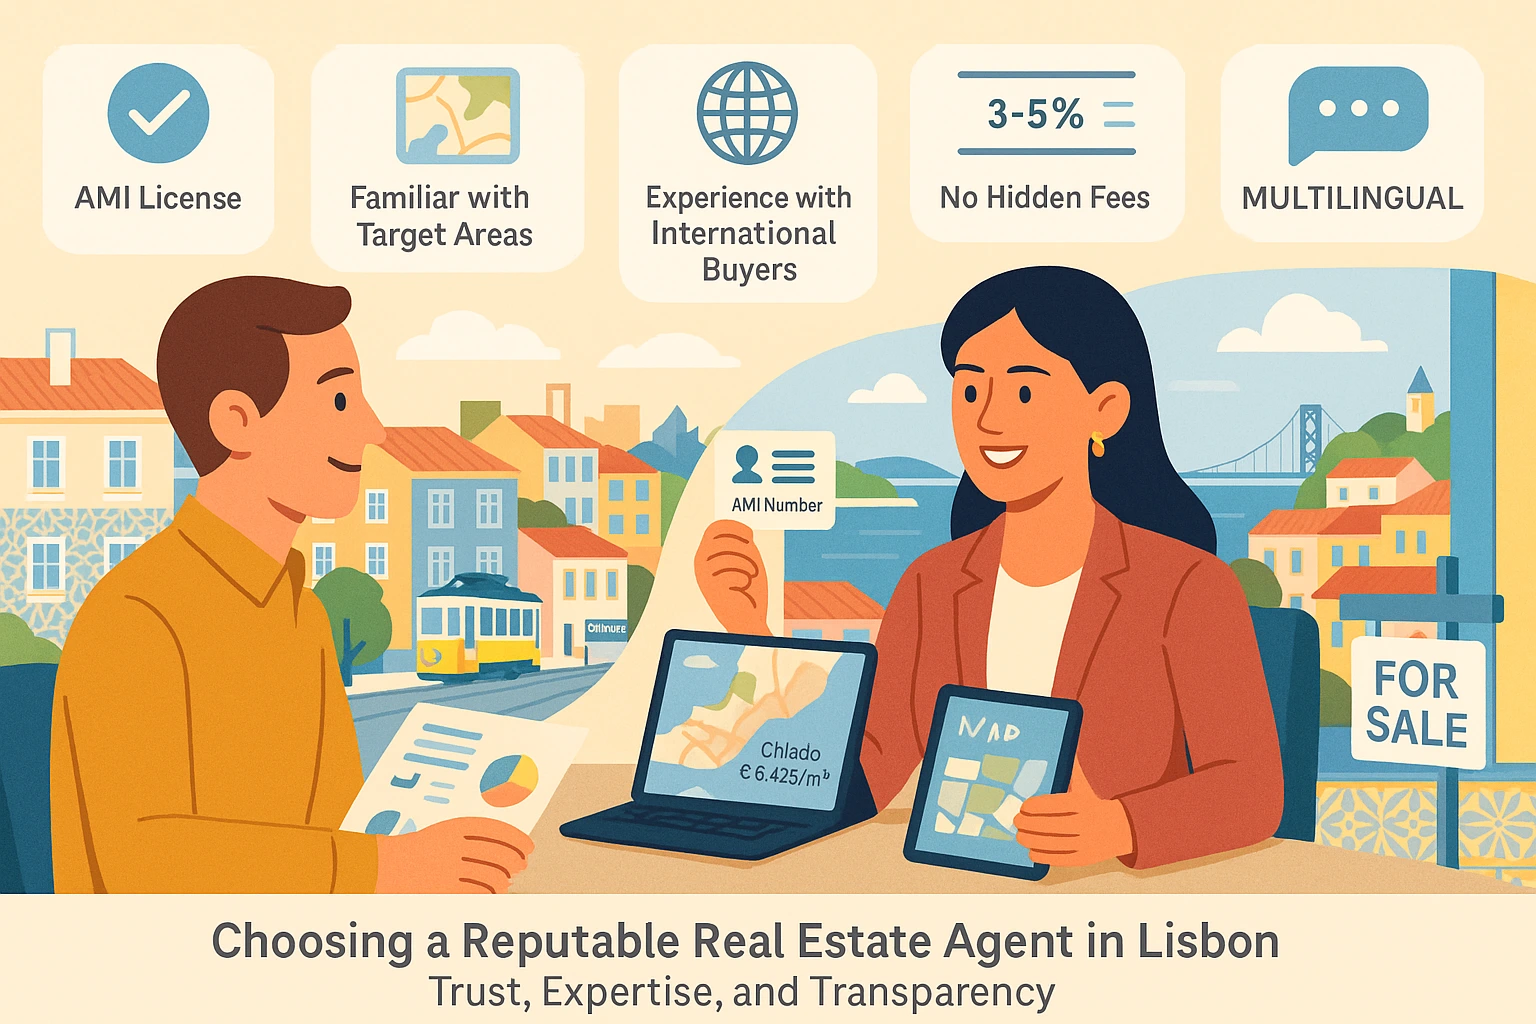 AMI License
Familiar with
Target Areas
Experience with
International
Buyers
3-5%
No Hidden Fees
MULTILINGUAL
AMI Number
Chlado
€ 6.425/mᵇ
FOR
SALE
Choosing a Reputable Real Estate Agent in Lisbon
Trust, Expertise, and Transparency